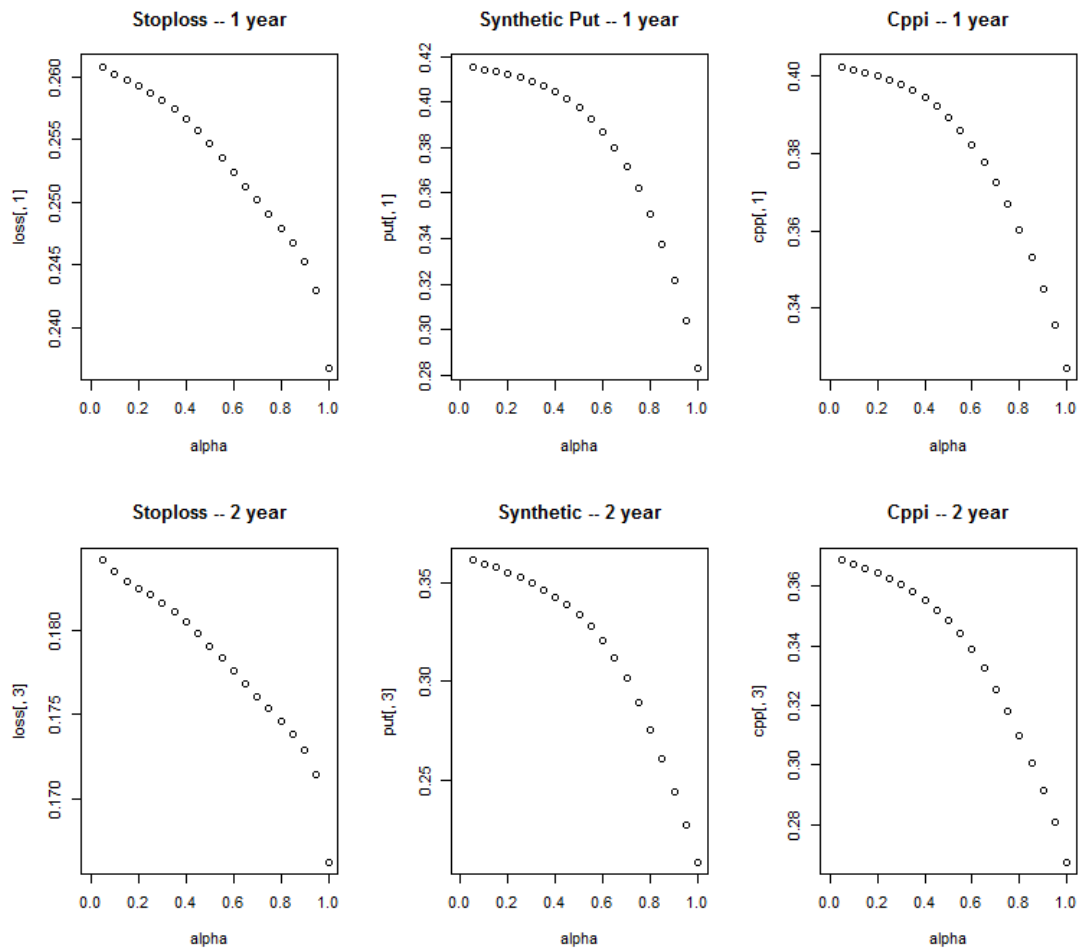 Stoploss -- 1 year
loss[, 1]
0.260
0.255
0.250
0.245
0.240
0.0 0.2 0.4 0.6 0.8 1.0
alpha
Synthetic Put -- 1 year
put[, 1]
0.42
0.40
0.38
0.36
0.34
0.32
0.30
0.28
0.0 0.2 0.4 0.6 0.8 1.0
alpha
Cppi -- 1 year
cpp[, 1]
0.40
0.38
0.36
0.34
0.0 0.2 0.4 0.6 0.8 1.0
alpha
Stoploss -- 2 year
loss[, 3]
0.180
0.175
0.170
0.0 0.2 0.4 0.6 0.8 1.0
alpha
Synthetic -- 2 year
put[, 3]
0.35
0.30
0.25
0.0 0.2 0.4 0.6 0.8 1.0
alpha
Cppi -- 2 year
cpp[, 3]
0.36
0.34
0.32
0.30
0.28
0.0 0.2 0.4 0.6 0.8 1.0
alpha